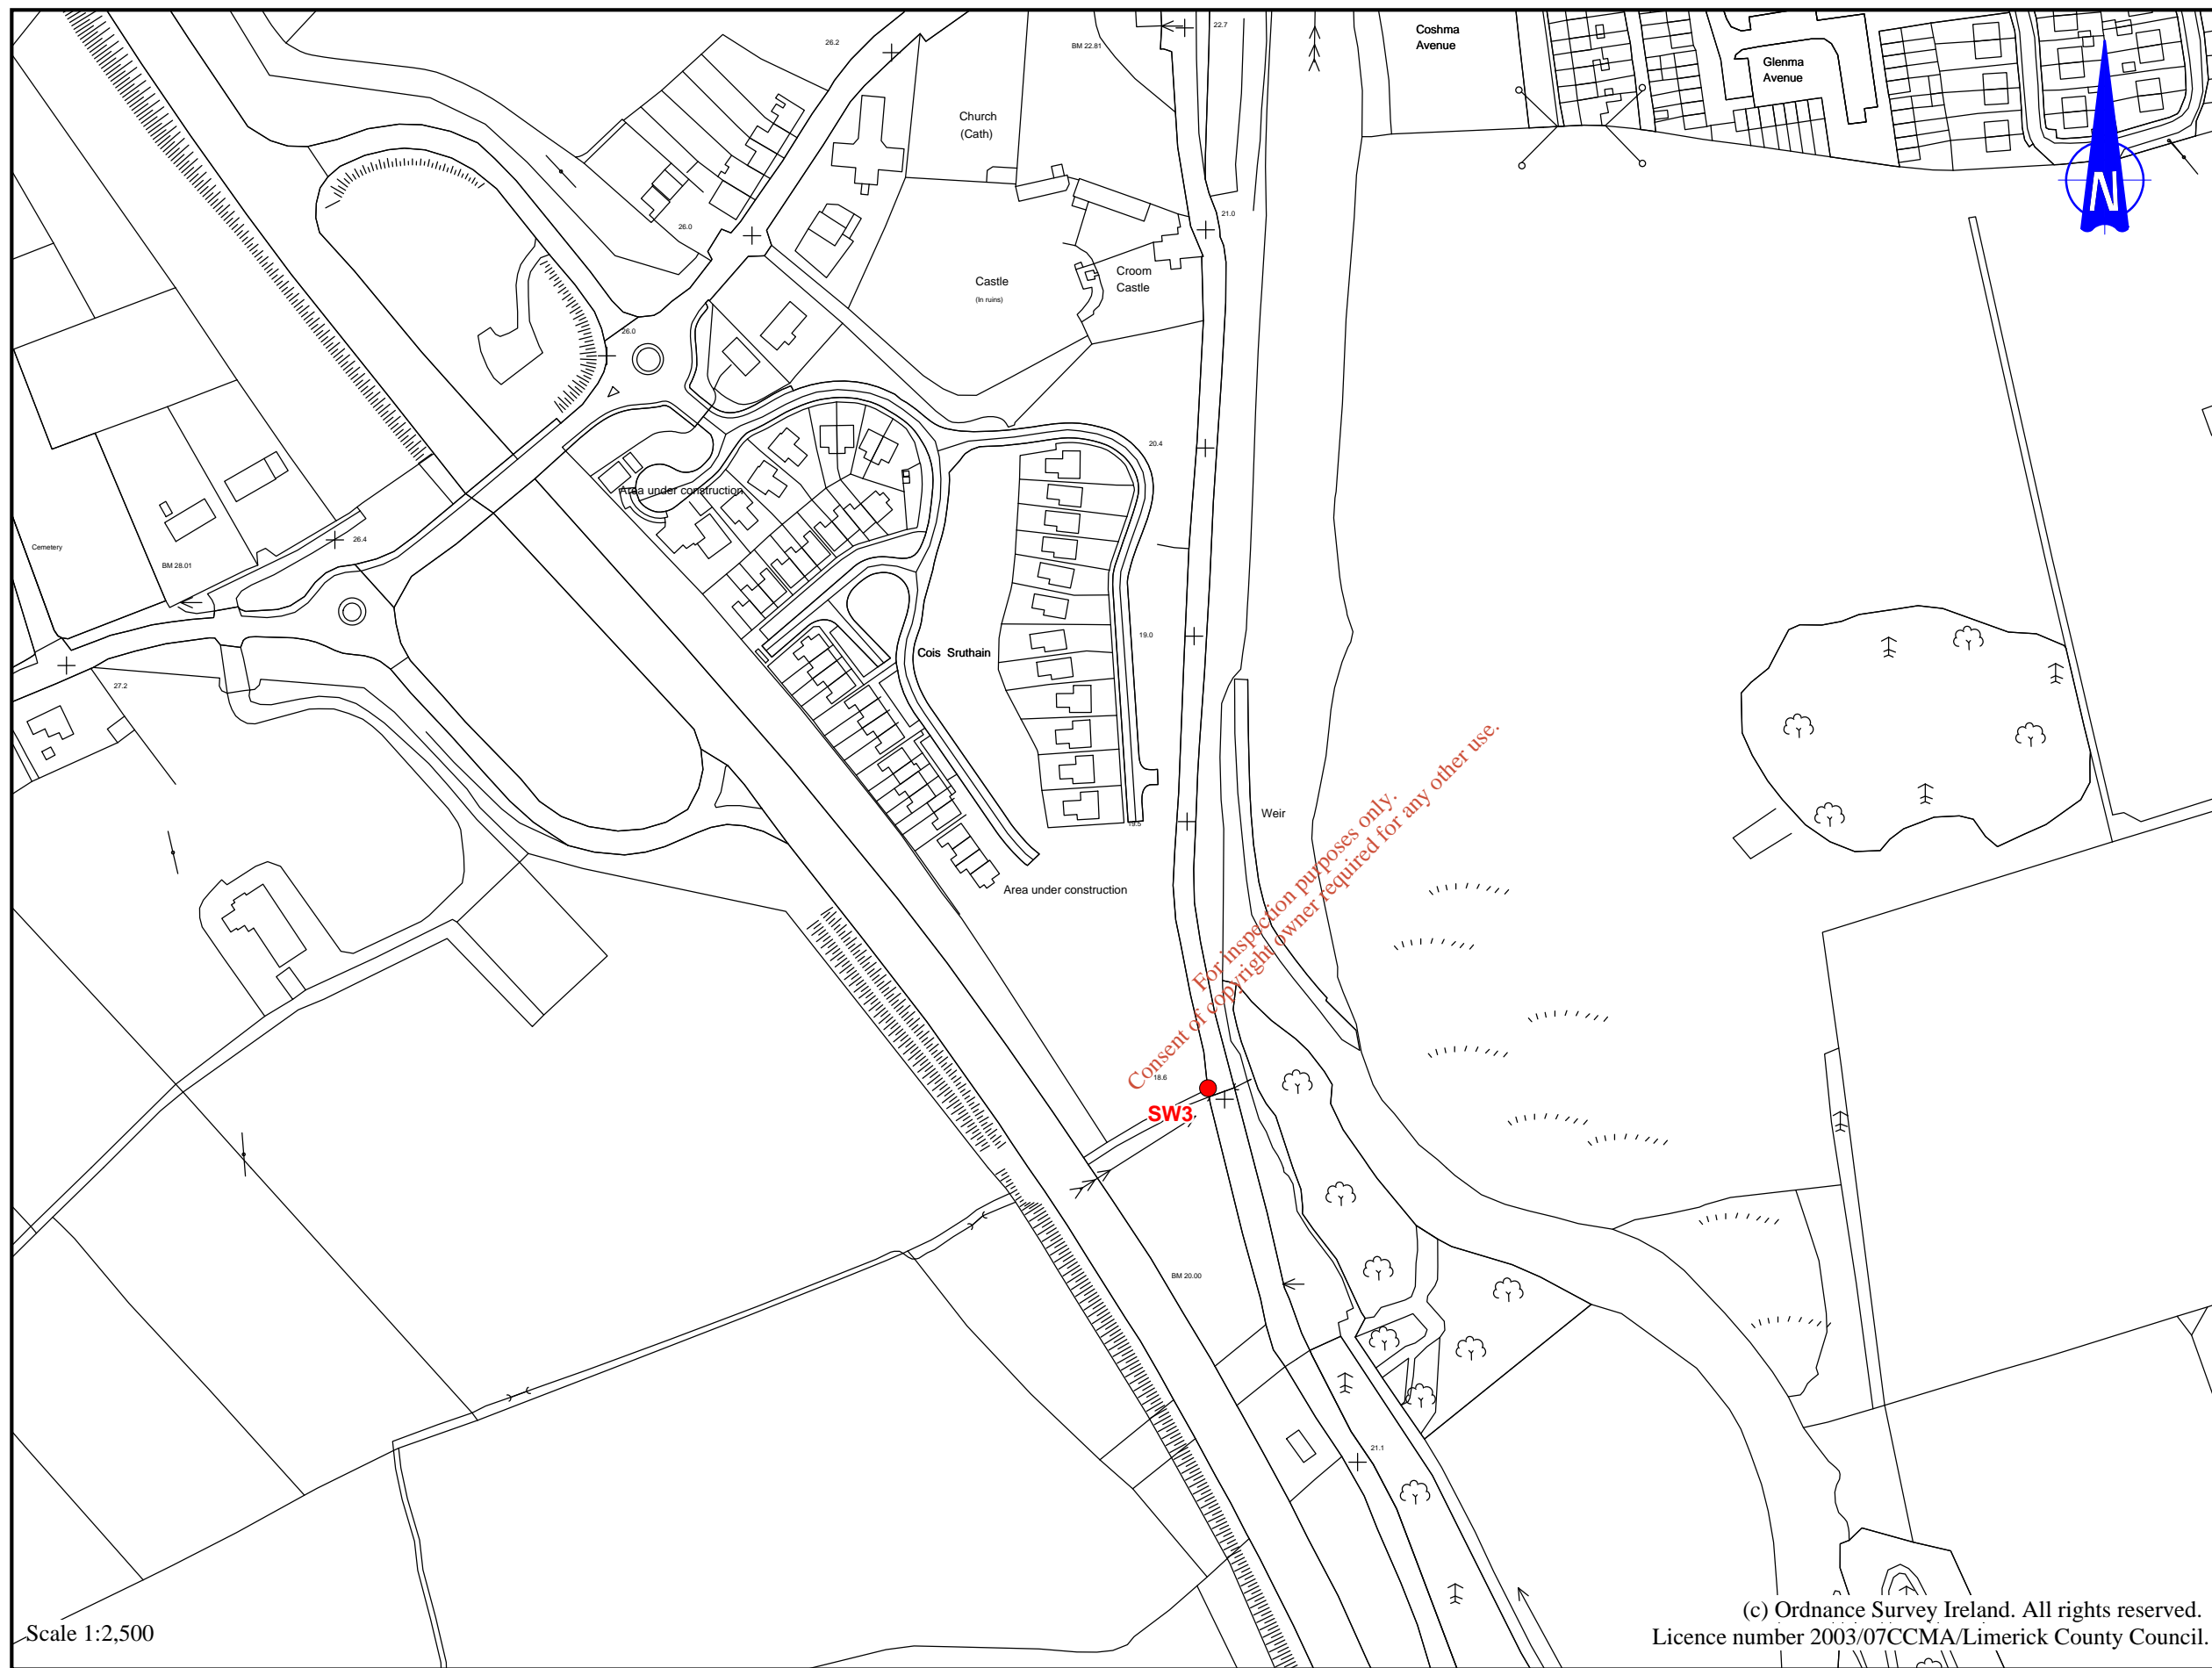 26.2
BM 22.81
22.7
Coshma
Avenue
Glenma
Avenue
Church
(Cath)
N
26.0
21.0
Castle
(In ruins)
Croom
Castle
26.0
20.4
Area under construction
Cemetery
26.4
BM 28.01
19.0
Cois Sruthain
27.2
Weir
19.5
Area under construction
For inspection purposes only.
Consent of copyright owner required for any other use.
18.6
SW3
BM 20.00
21.1
(c) Ordnance Survey Ireland. All rights reserved.
Scale 1:2,500
Licence number 2003/07CCMA/Limerick County Council.